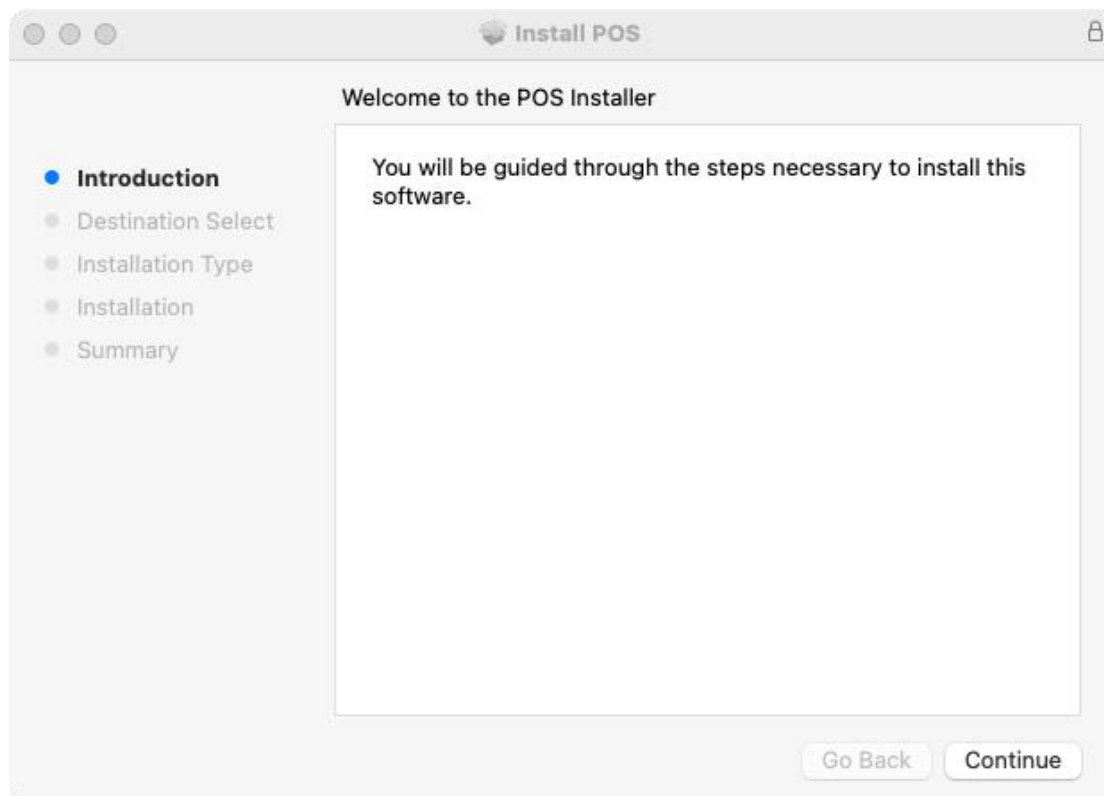 Install POS
Welcome to the POS Installer
Introduction
Destination Select
Installation Type
Installation
Summary
You will be guided through the steps necessary to install this
software.
Go Back
Continue